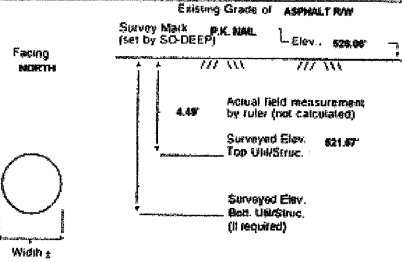 Existing Grade of ASPHALT R/W
Survey Mark P.K. NAIL
(set by SO-DEEP)
Elev.. 526.06'
Facing
NORTH
4.49'
Actual field measurement
by ruler (not calculated)
Surveyed Elev. 521.57'
Top Util/Struc.
Surveyed Elev.
Bott. Util/Struc.
(if required)
Width ±